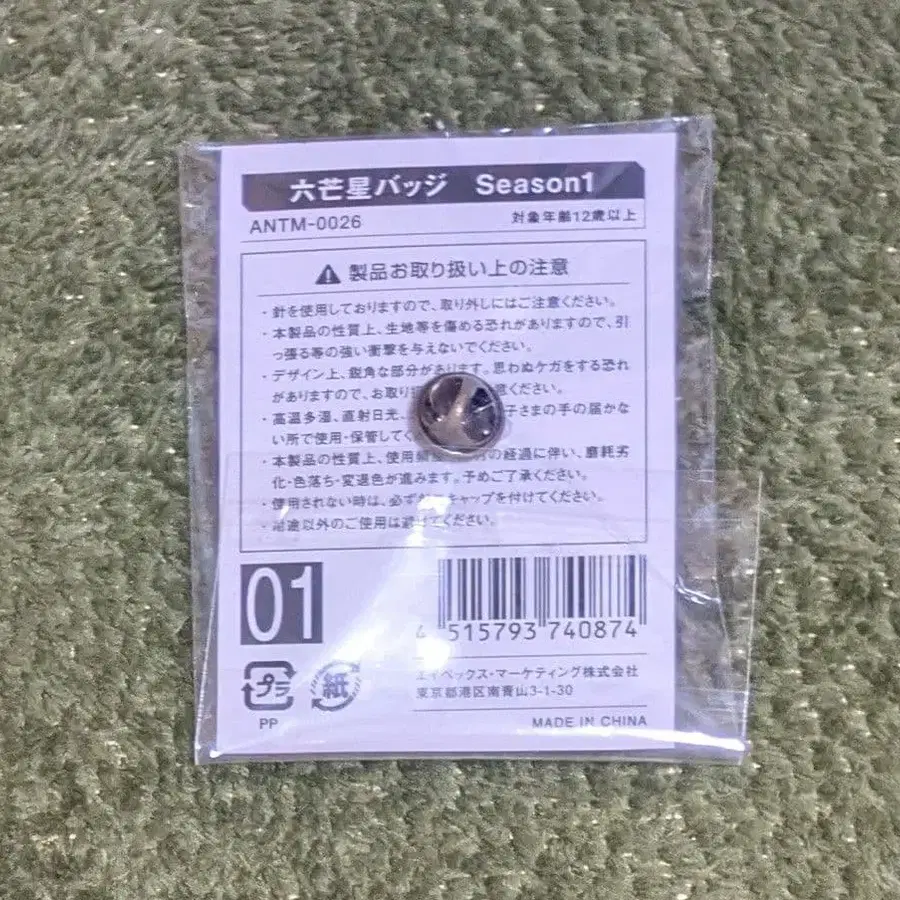 六芒星バッジ Season1
ANTM-0026 対象年齢12歳以上
製品お取り扱い上の注意
・針を使用しておりますので、取り外しにはご注意ください。
・本製品の性質上、生地等を傷める恐れがありますので、引
っ張る等の強い衝撃を与えないでください。
・デザイン上、鋭角な部分があります。思わぬケガをする恐れ
がありますので、お取り 意ください。
・高温多湿、直射日光、 子さまの手の届かな
い所で使用・保管してく
・本製品の性質上、使用 の経過に伴い、磨耗劣
化・色落ち・変退色が進みます。予めご了承ください。
・使用されない時は、必ず キャップを付けてください。
・用途以外のご使用は避けてください。
01
4 515793 740874
プラ
PP
紙
エイベックス・マーケティング株式会社
東京都港区南青山3-1-30
MADE IN CHINA